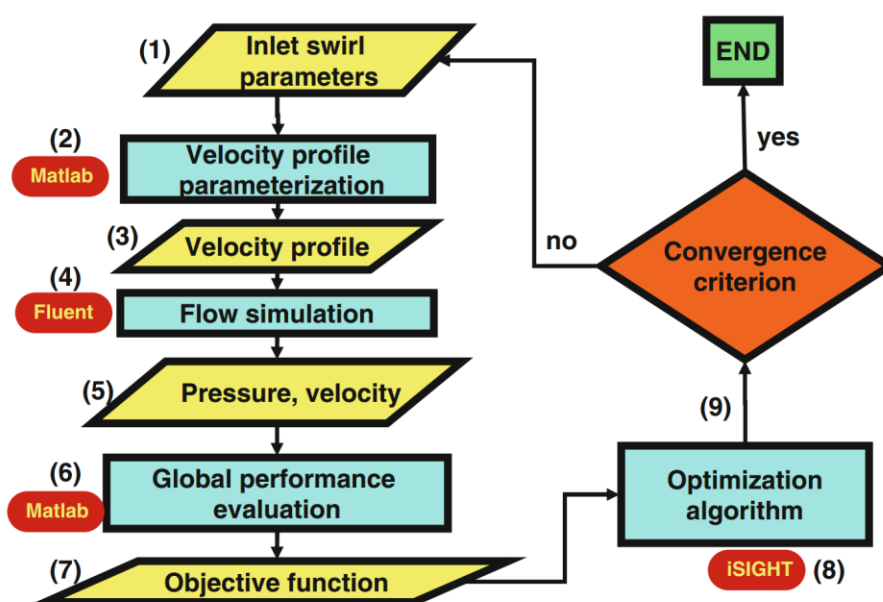 (1)
Inlet swirl
parameters
(2)
Matlab
Velocity profile
parameterization
(3)
Velocity profile
(4)
Fluent
Flow simulation
(5)
Pressure, velocity
(6)
Matlab
Global performance
evaluation
(7)
Objective function
Optimization
algorithm
iSIGHT
(8)
(9)
Convergence
criterion
no
yes
END